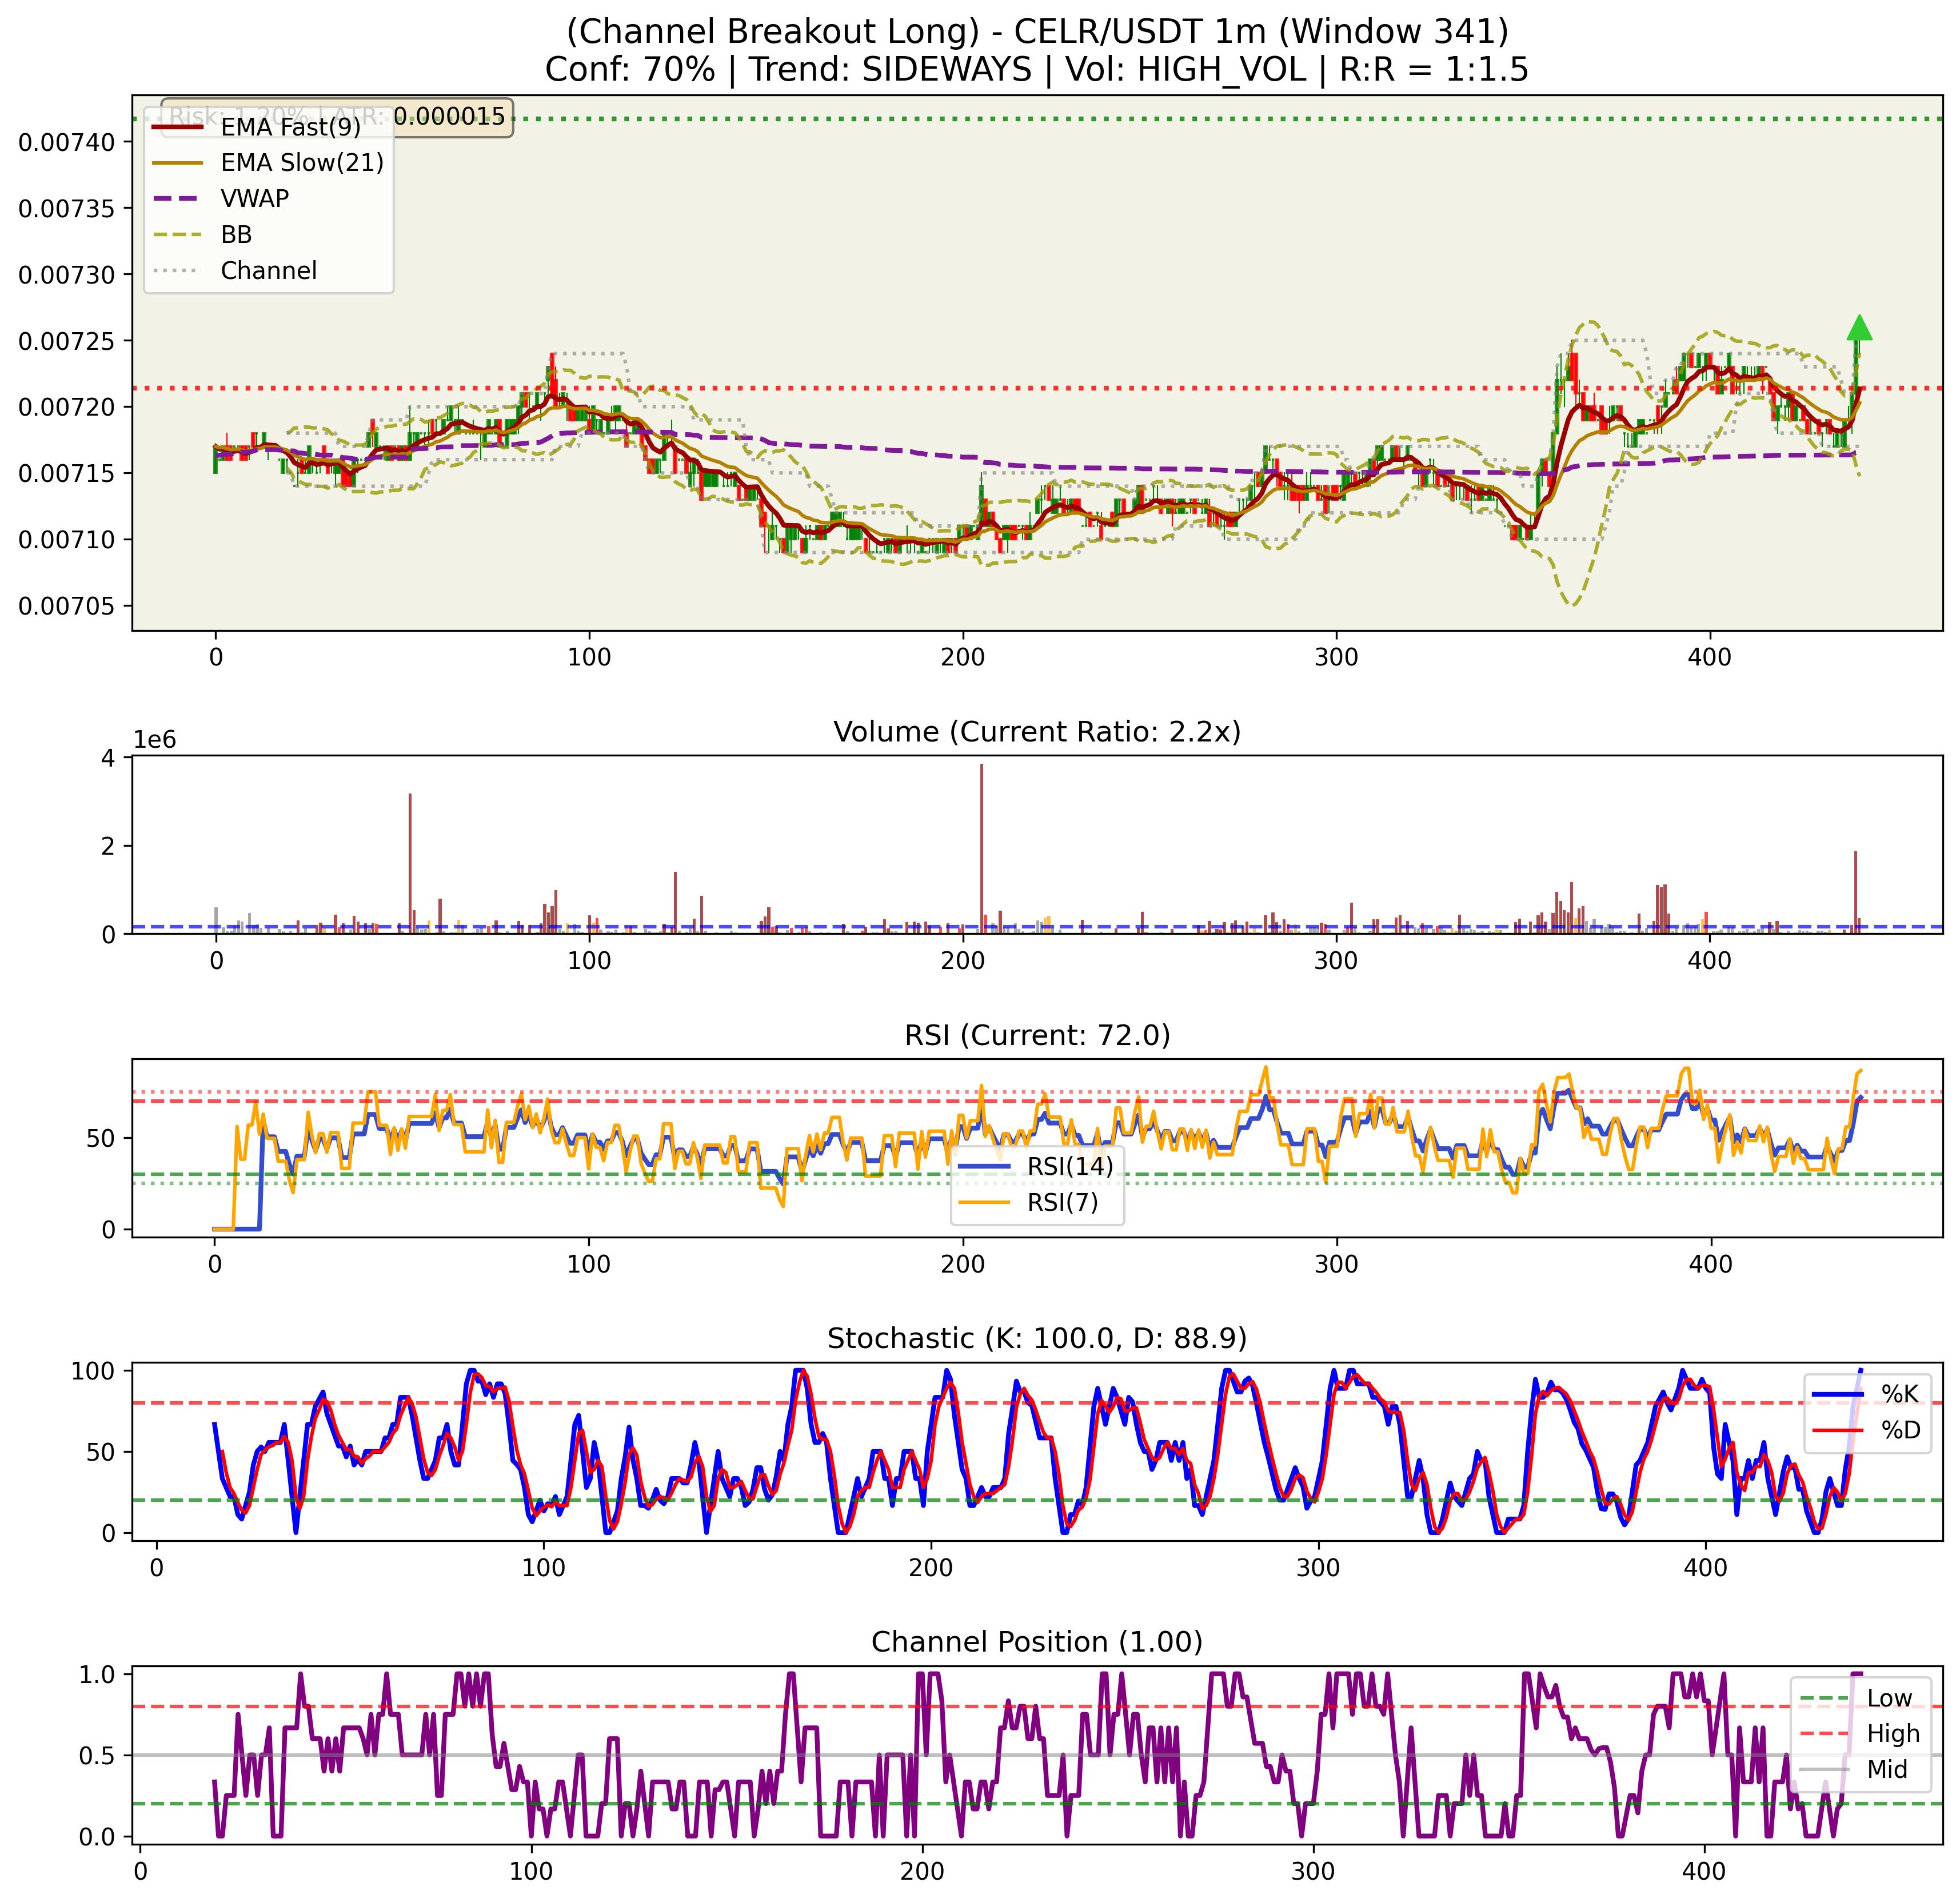 (Channel Breakout Long) - CELR/USDT 1m (Window 341)
Conf: 70% | Trend: SIDEWAYS | Vol: HIGH_VOL | R:R = 1:1.5
Risk: 1.20% | ATR: 0.000015
EMA Fast(9)
EMA Slow(21)
VWAP
BB
Channel
0.00740
0.00735
0.00730
0.00725
0.00720
0.00715
0.00710
0.00705
0 100 200 300 400
Volume (Current Ratio: 2.2x)
1e6
4
2
0
0 100 200 300 400
RSI (Current: 72.0)
50
0
RSI(14)
RSI(7)
0 100 200 300 400
Stochastic (K: 100.0, D: 88.9)
100
50
0
%K
%D
0 100 200 300 400
Channel Position (1.00)
1.0
0.5
0.0
Low
High
Mid
0 100 200 300 400